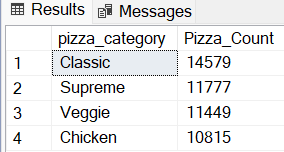 Results Messages
pizza_category Pizza_Count
1 Classic 14579
2 Supreme 11777
3 Veggie 11449
4 Chicken 10815